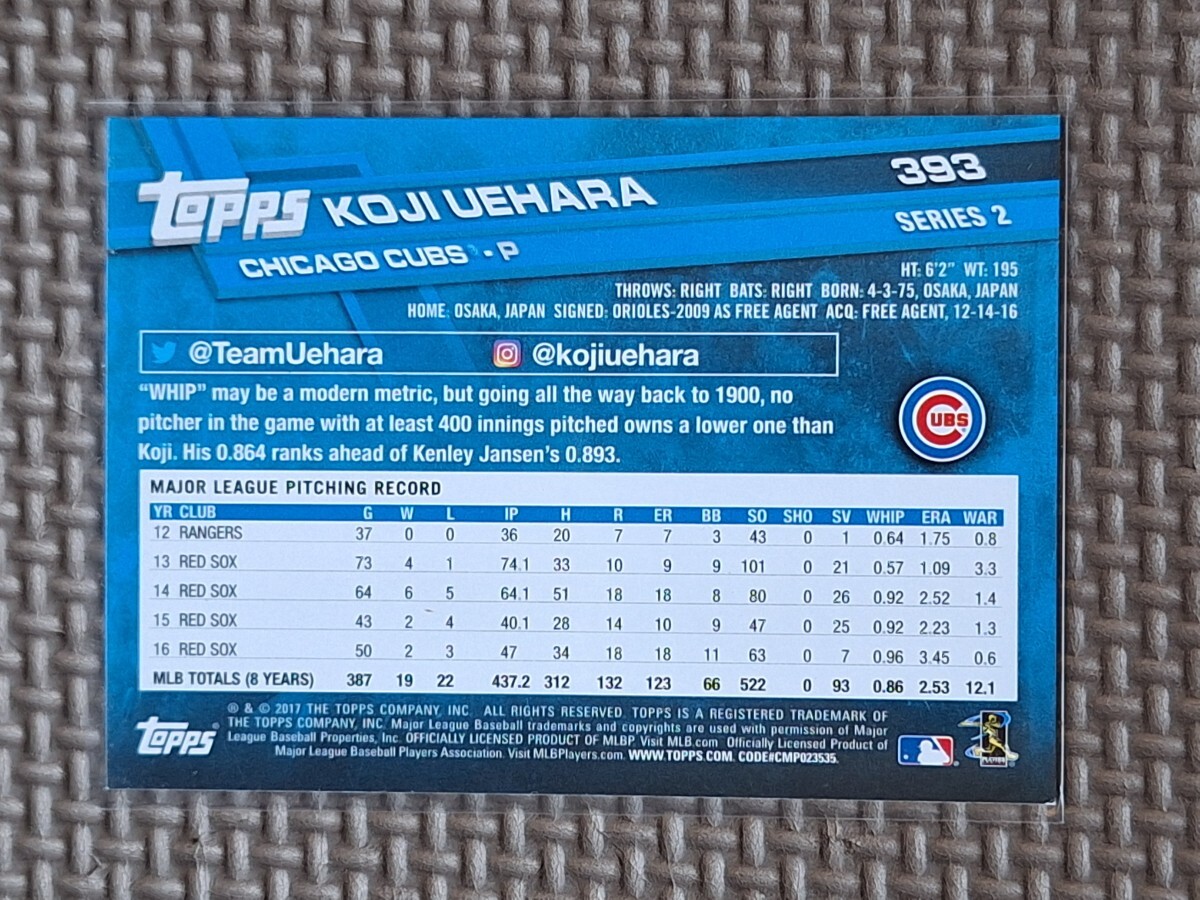 TOPPS KOJI UEHARA 393
CHICAGO CUBS · P SERIES 2
HT: 6'2" WT: 195
THROWS: RIGHT BATS: RIGHT BORN: 4-3-75, OSAKA, JAPAN
HOME: OSAKA, JAPAN SIGNED: ORIOLES-2009 AS FREE AGENT ACQ: FREE AGENT, 12-14-16
@TeamUehara @kojiuehara
“WHIP” may be a modern metric, but going all the way back to 1900, no
pitcher in the game with at least 400 innings pitched owns a lower one than
Koji. His 0.864 ranks ahead of Kenley Jansen’s 0.893.
CUBS
MAJOR LEAGUE PITCHING RECORD
YR CLUB G W L IP H R ER BB SO SHO SV WHIP ERA WAR
12 RANGERS 37 0 0 36 20 7 7 3 43 0 1 0.64 1.75 0.8
13 RED SOX 73 4 1 74.1 33 10 9 9 101 0 21 0.57 1.09 3.3
14 RED SOX 64 6 5 64.1 51 18 18 8 80 0 26 0.92 2.52 1.4
15 RED SOX 43 2 4 40.1 28 14 10 9 47 0 25 0.92 2.23 1.3
16 RED SOX 50 2 3 47 34 18 18 11 63 0 7 0.96 3.45 0.6
MLB TOTALS (8 YEARS) 387 19 22 437.2 312 132 123 66 522 0 93 0.86 2.53 12.1
TOPPS ®
® & © 2017 THE TOPPS COMPANY, INC. ALL RIGHTS RESERVED. TOPPS IS A REGISTERED TRADEMARK OF
THE TOPPS COMPANY, INC. Major League Baseball trademarks and copyrights are used with permission of Major
League Baseball Properties, Inc. OFFICIALLY LICENSED PRODUCT OF MLBP. Visit MLB.com Officially Licensed Product of
Major League Baseball Players Association. Visit MLBPlayers.com. WWW.TOPPS.COM. CODE#CMP023535.